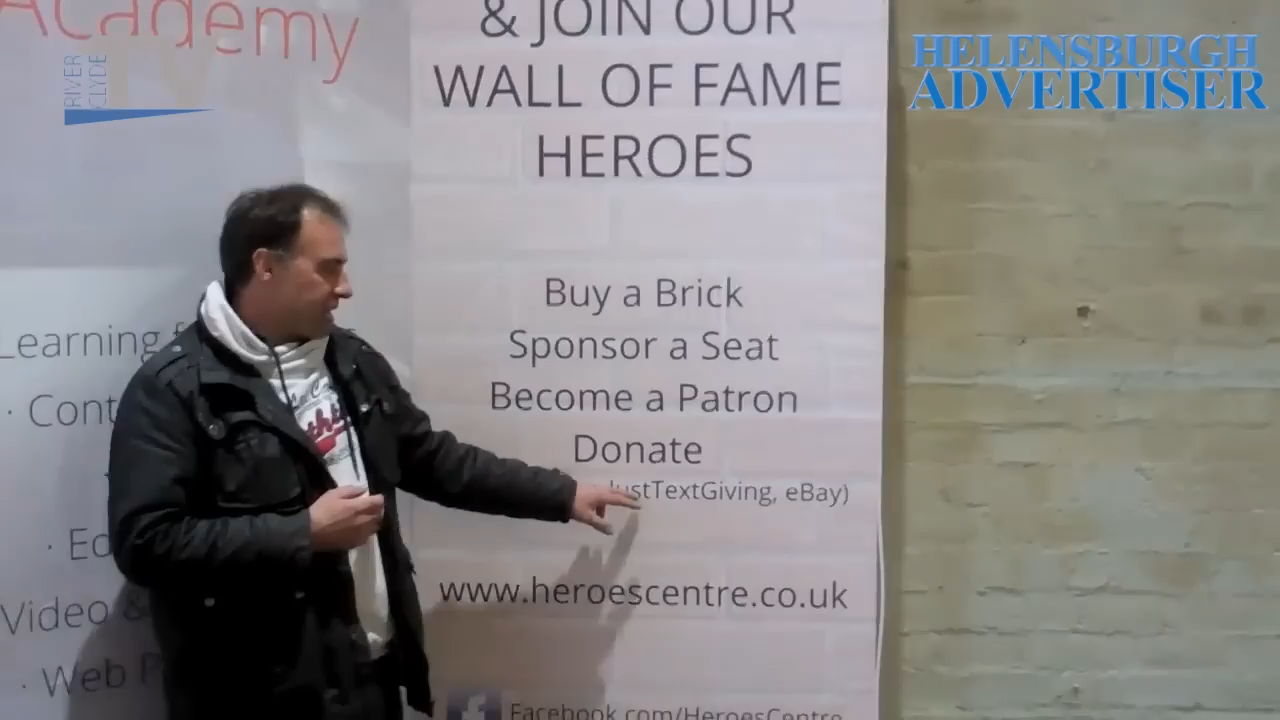 Academy
RIVER
CLYDE
TV
Learning
· Cont
· Ed
Video &
· Web P
& JOIN OUR
WALL OF FAME
HEROES
Buy a Brick
Sponsor a Seat
Become a Patron
Donate
JustTextGiving, eBay)
www.heroescentre.co.uk
Facebook.com/HeroesCentre
HELENSBURGH
ADVERTISER